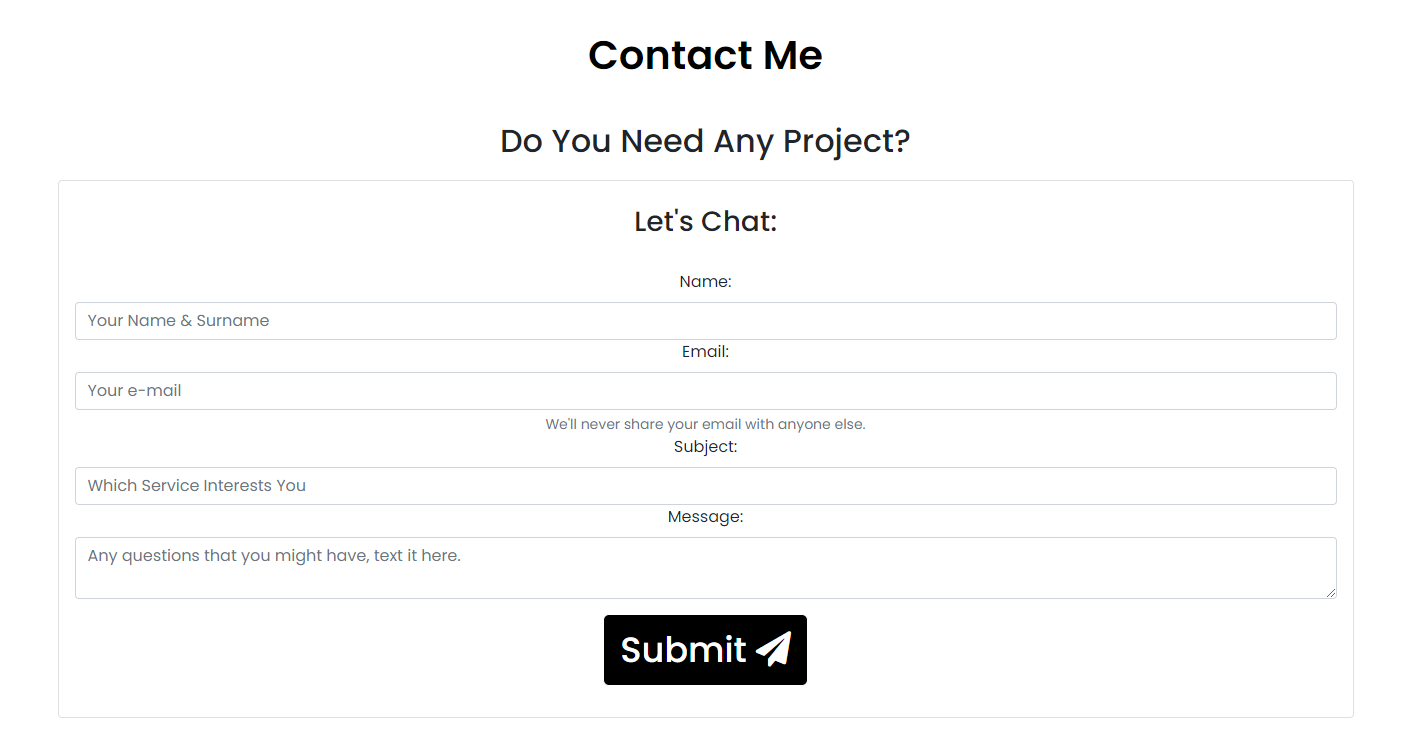 Contact Me
Do You Need Any Project?
Let's Chat:
Name:
Your Name & Surname
Email:
Your e-mail
We'll never share your email with anyone else.
Subject:
Which Service Interests You
Message:
Any questions that you might have, text it here.
Submit